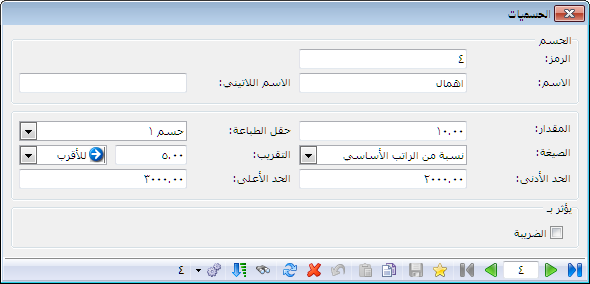 الحسميات
الحسم
الرمز: ٤
الاسم: اهمال الاسم اللاتيني:
المقدار: ١٠.٠٠ حقل الطباعة: حسم ١
الصيغة: نسبة من الراتب الأساسي التقريب: ٥.٠٠ للأقرب
الحد الأدنى: ٢٠٠٠.٠٠ الحد الأعلى: ٣٠٠٠.٠٠
يؤثر بـ
الضريبة
٤ ٤